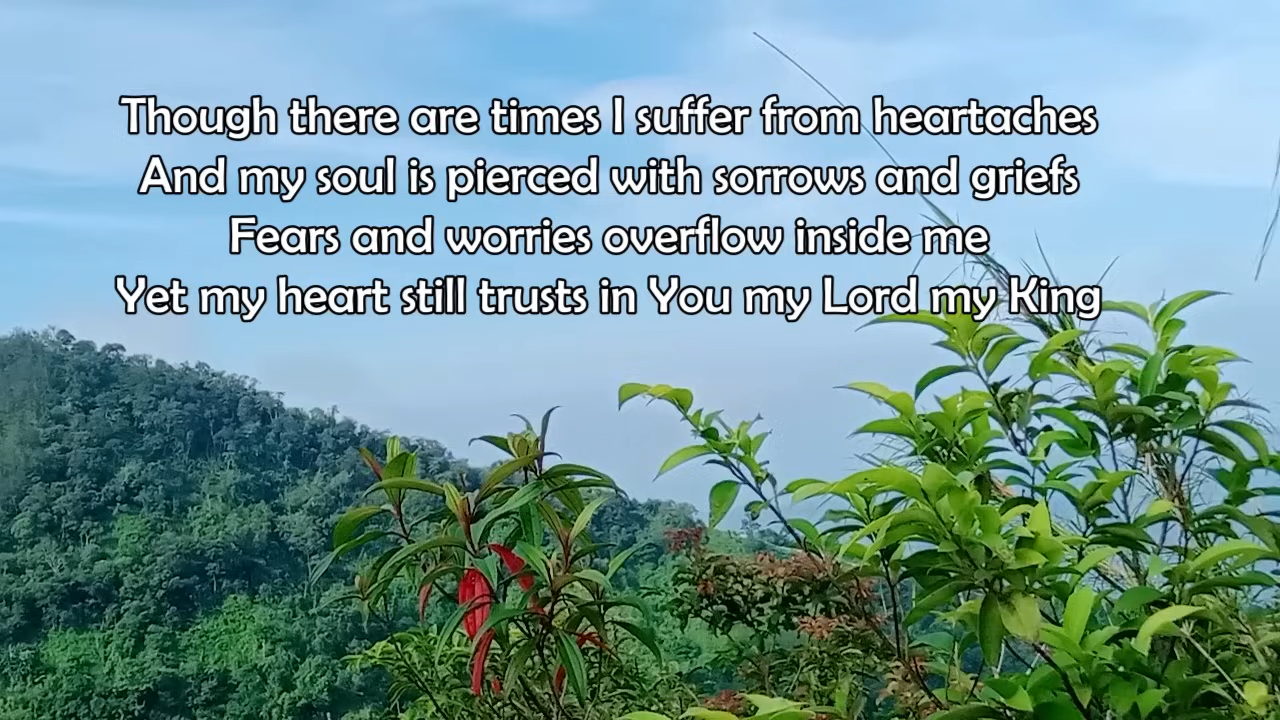 Though there are times I suffer from heartaches
And my soul is pierced with sorrows and griefs
Fears and worries overflow inside me
Yet my heart still trusts in You my Lord my King